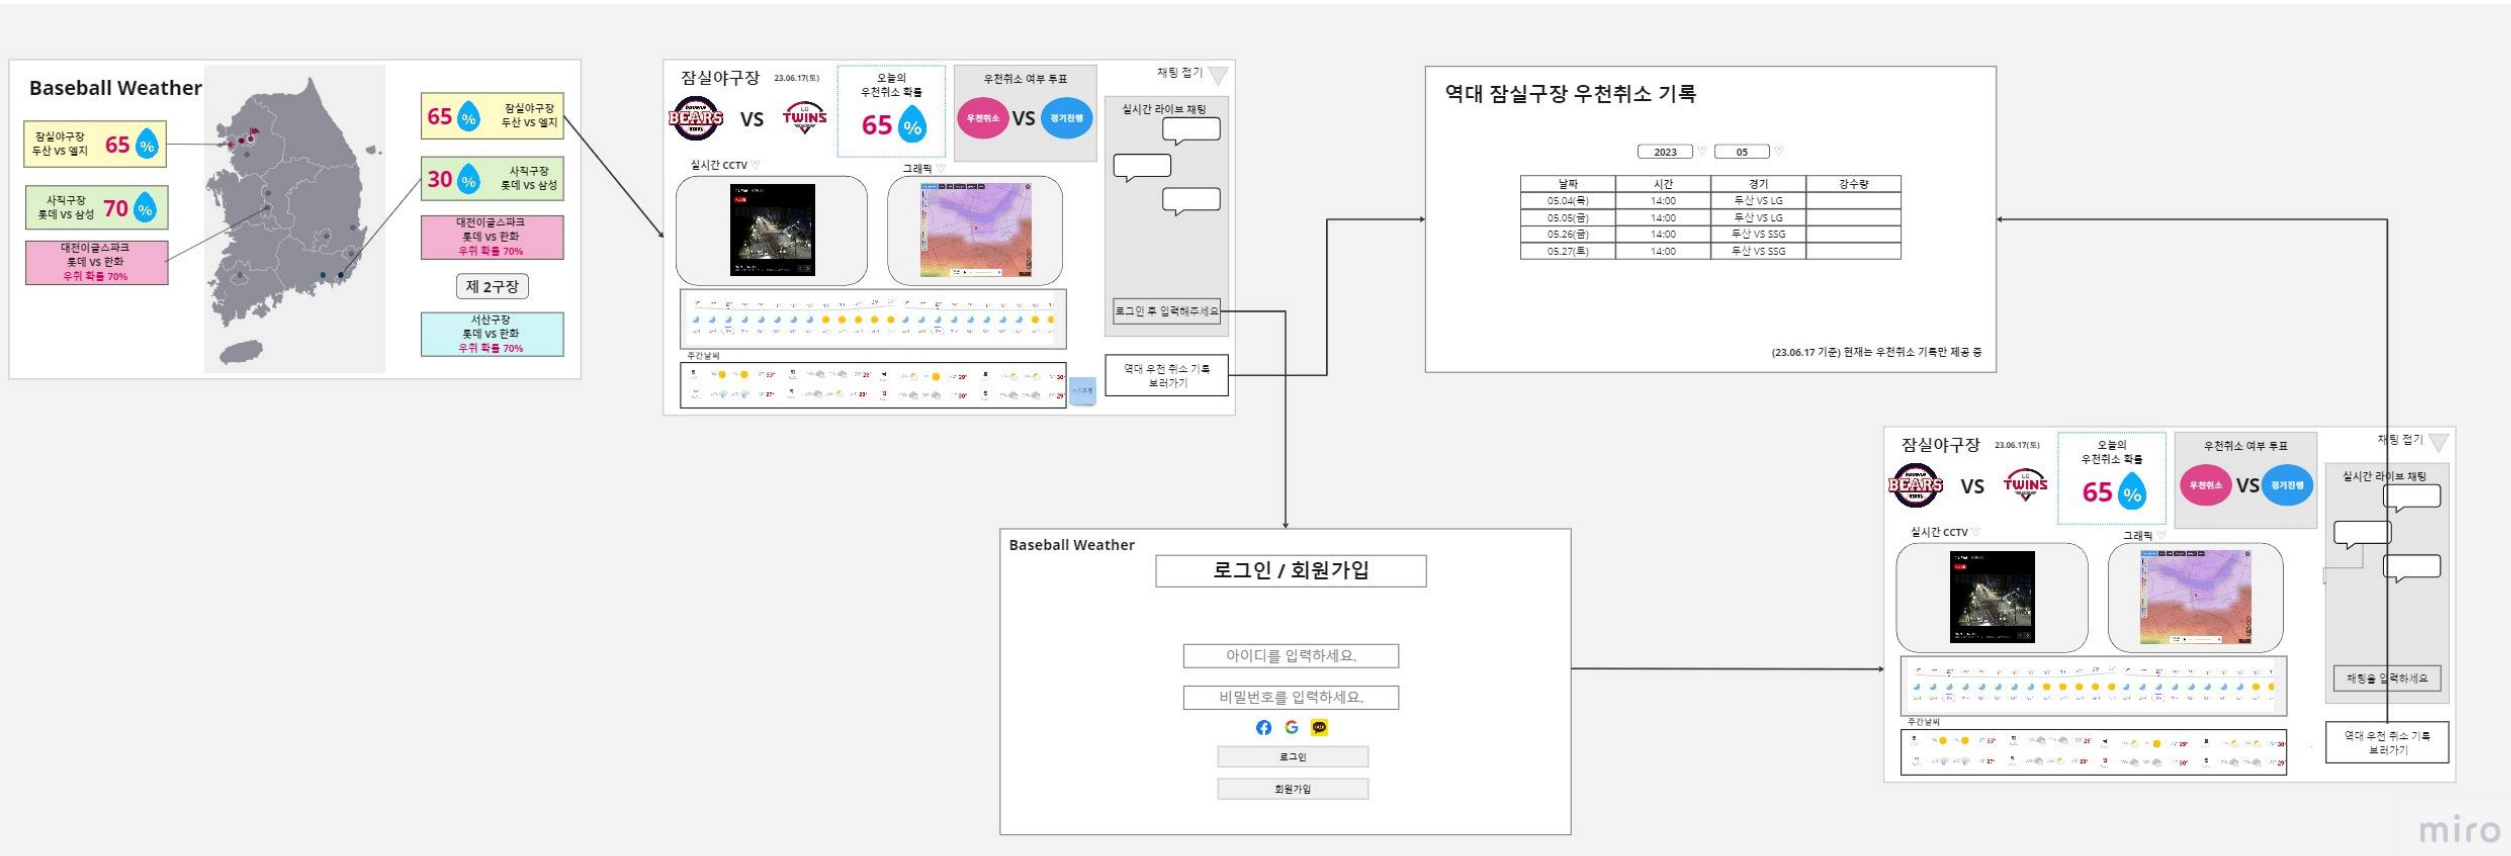 Baseball Weather
잠실야구장
두산 VS 엘지
65 %
사직구장
롯데 VS 삼성
70 %
대전이글스파크
롯데 VS 한화
우취 확률 70%
65 %
잠실야구장
두산 VS 엘지
30 %
사직구장
롯데 VS 삼성
대전이글스파크
롯데 VS 한화
우취 확률 70%
제 2구장
서산구장
롯데 VS 한화
우취 확률 70%
잠실야구장
23.06.17(토)
BEARS
VS
LG
TWINS
오늘의
우천취소 확률
65 %
우천취소 여부 투표
우천취소
VS
경기진행
채팅 접기
실시간 라이브 채팅
실시간 CCTV
그래픽
로그인 후 입력해주세요
주간날씨
역대 우천 취소 기록
보러가기
역대 잠실구장 우천취소 기록
2023
05
날짜 시간 경기 강수량
05.04(목) 14:00 두산 VS LG
05.05(금) 14:00 두산 VS LG
05.26(금) 14:00 두산 VS SSG
05.27(토) 14:00 두산 VS SSG
(23.06.17 기준) 현재는 우천취소 기록만 제공 중
Baseball Weather
로그인 / 회원가입
아이디를 입력하세요.
비밀번호를 입력하세요.
로그인
회원가입
잠실야구장
23.06.17(토)
BEARS
VS
LG
TWINS
오늘의
우천취소 확률
65 %
우천취소 여부 투표
우천취소
VS
경기진행
채팅 접기
실시간 라이브 채팅
실시간 CCTV
그래픽
채팅을 입력하세요
주간날씨
역대 우천 취소 기록
보러가기
miro